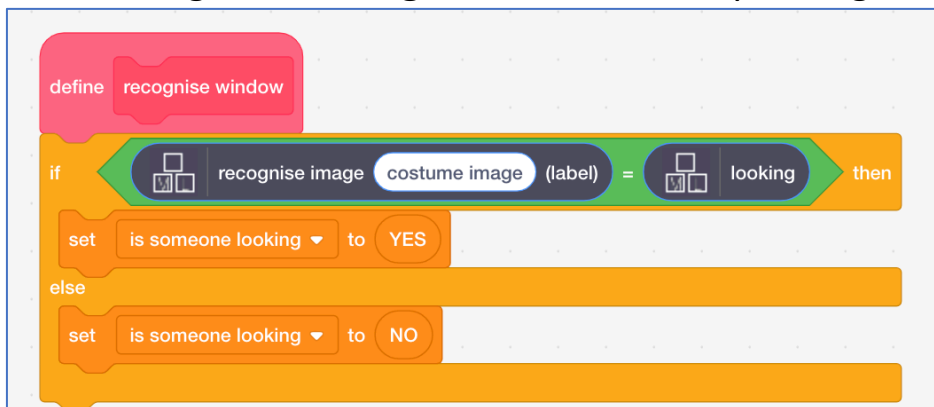 define recognise window
if recognise image costume image (label) = looking then
set is someone looking to YES
else
set is someone looking to NO